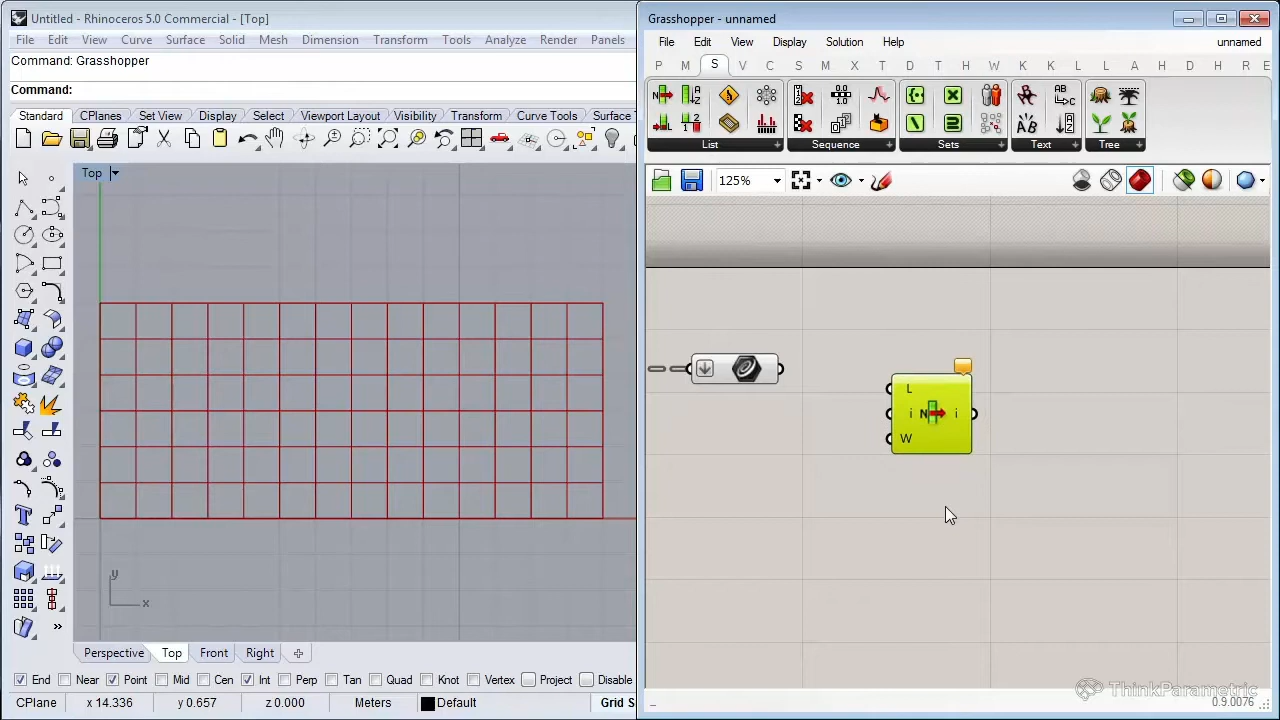 Untitled - Rhinoceros 5.0 Commercial - [Top]
File Edit View Curve Surface Solid Mesh Dimension Transform Tools Analyze Render Panels
Command: Grasshopper
Command:
Standard CPlanes Set View Display Select Viewport Layout Visibility Transform Curve Tools Surface
Top
y
x
Perspective Top Front Right
End Near Point Mid Cen Int Perp Tan Quad Knot Vertex Project Disable
CPlane x 14.336 y 0.657 z 0.000 Meters Default Grid S
Grasshopper - unnamed
File Edit View Display Solution Help unnamed
P M S V C S M X T D T H W K K L L A H R E
List Sequence Sets Text Tree
125%
L
i N i
W
ThinkParametric
0.9.0076